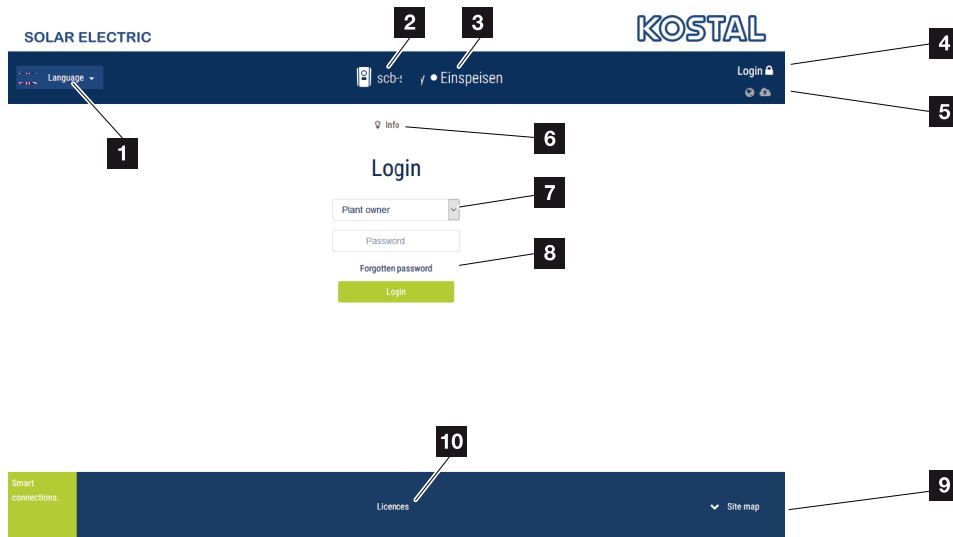 SOLAR ELECTRIC
KOSTAL
2
3
4
Language
scb-s y • Einspeisen
Login
5
1
Info
6
Login
Plant owner
7
Password
Forgotten password
8
Login
10
Smart
connections.
Licences
Site map
9